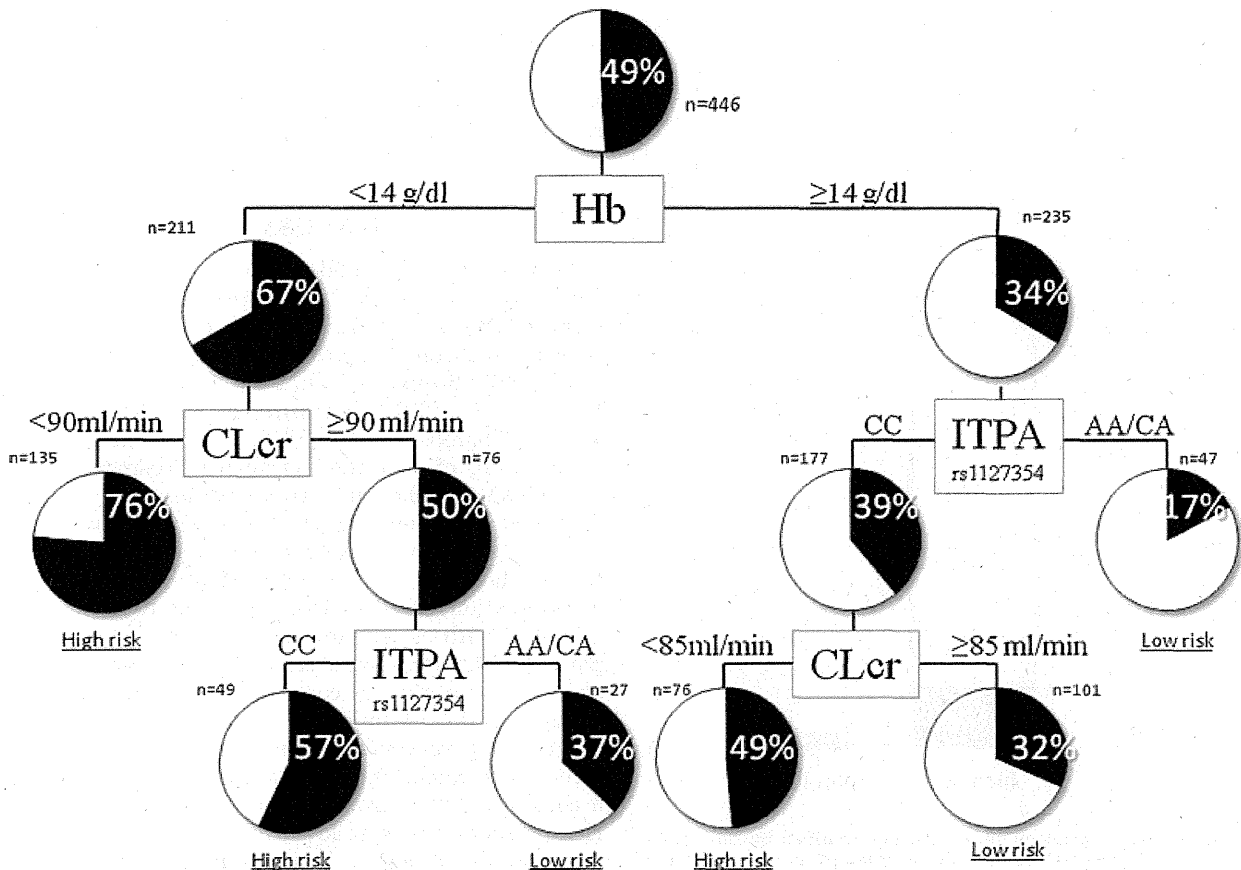 49%
n=446
<14 g/dl
Hb
≥14 g/dl
n=211
n=235
67%
34%
<90ml/min
CLcr
≥90 ml/min
CC
ITPA
rs1127354
AA/CA
n=135
n=76
n=177
n=47
76%
50%
39%
17%
High risk
Low risk
CC
ITPA
rs1127354
AA/CA
<85ml/min
CLcr
≥85 ml/min
n=49
n=27
n=76
n=101
57%
37%
49%
32%
High risk
Low risk
High risk
Low risk